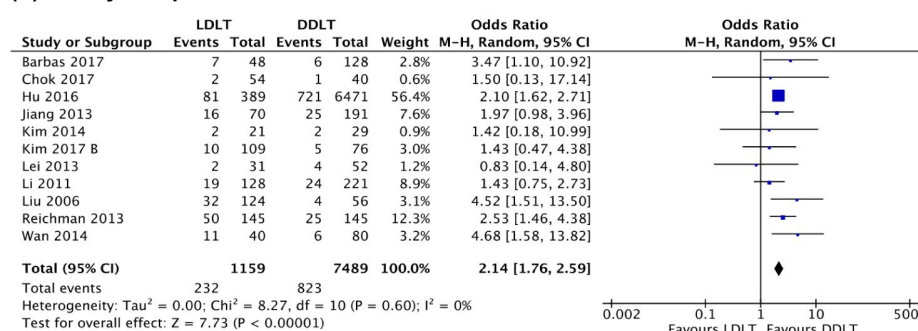 LDLT DDLT Odds Ratio Odds Ratio
Study or Subgroup Events Total Events Total Weight M-H, Random, 95% CI M-H, Random, 95% CI
Barbas 2017 7 48 6 128 2.8% 3.47 [1.10, 10.92]
Chok 2017 2 54 1 40 0.6% 1.50 [0.13, 17.14]
Hu 2016 81 389 721 6471 56.4% 2.10 [1.62, 2.71]
Jiang 2013 16 70 25 191 7.6% 1.97 [0.98, 3.96]
Kim 2014 2 21 2 29 0.9% 1.42 [0.18, 10.99]
Kim 2017 B 10 109 5 76 3.0% 1.43 [0.47, 4.38]
Lei 2013 2 31 4 52 1.2% 0.83 [0.14, 4.80]
Li 2011 19 128 24 221 8.9% 1.43 [0.75, 2.73]
Liu 2006 32 124 4 56 3.1% 4.52 [1.51, 13.50]
Reichman 2013 50 145 25 145 12.3% 2.53 [1.46, 4.38]
Wan 2014 11 40 6 80 3.2% 4.68 [1.58, 13.82]
Total (95% CI) 1159 7489 100.0% 2.14 [1.76, 2.59]
Total events 232 823
Heterogeneity: Tau² = 0.00; Chi² = 8.27, df = 10 (P = 0.60); I² = 0%
Test for overall effect: Z = 7.73 (P < 0.00001)
0.002 0.1 1 10 500
Favours LDLT Favours DDLT